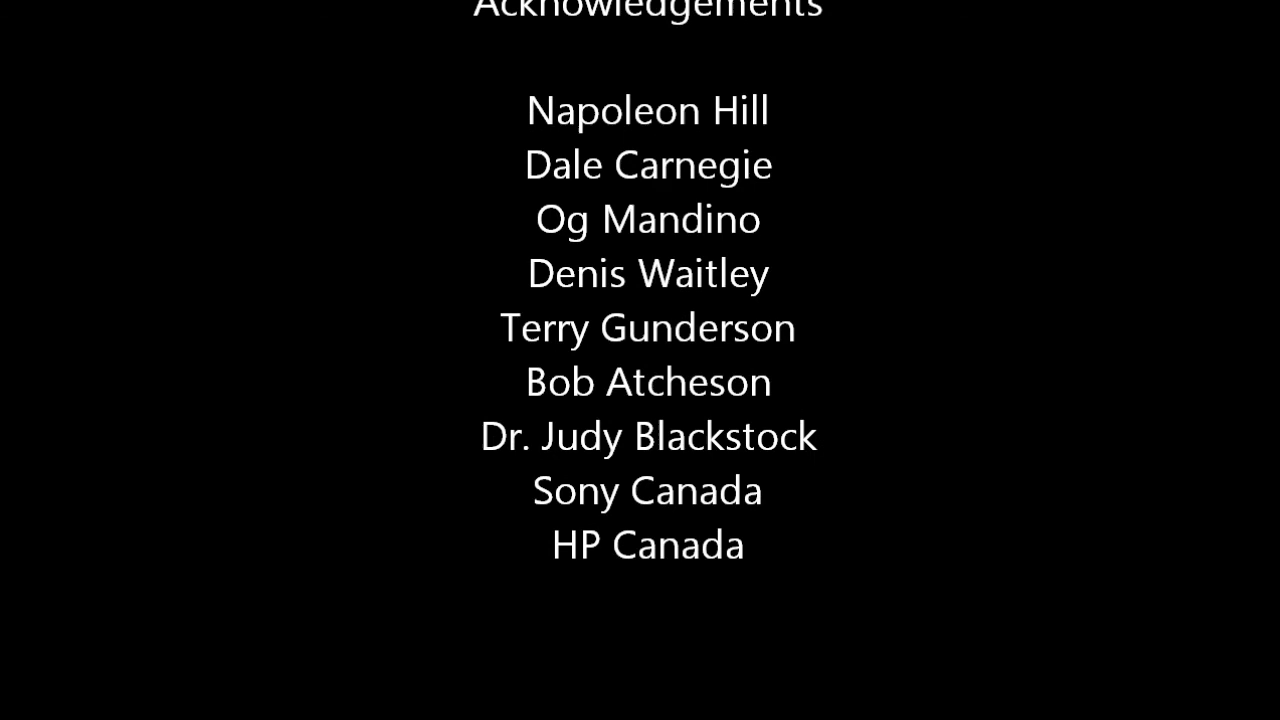 Acknowledgements
Napoleon Hill
Dale Carnegie
Og Mandino
Denis Waitley
Terry Gunderson
Bob Atcheson
Dr. Judy Blackstock
Sony Canada
HP Canada